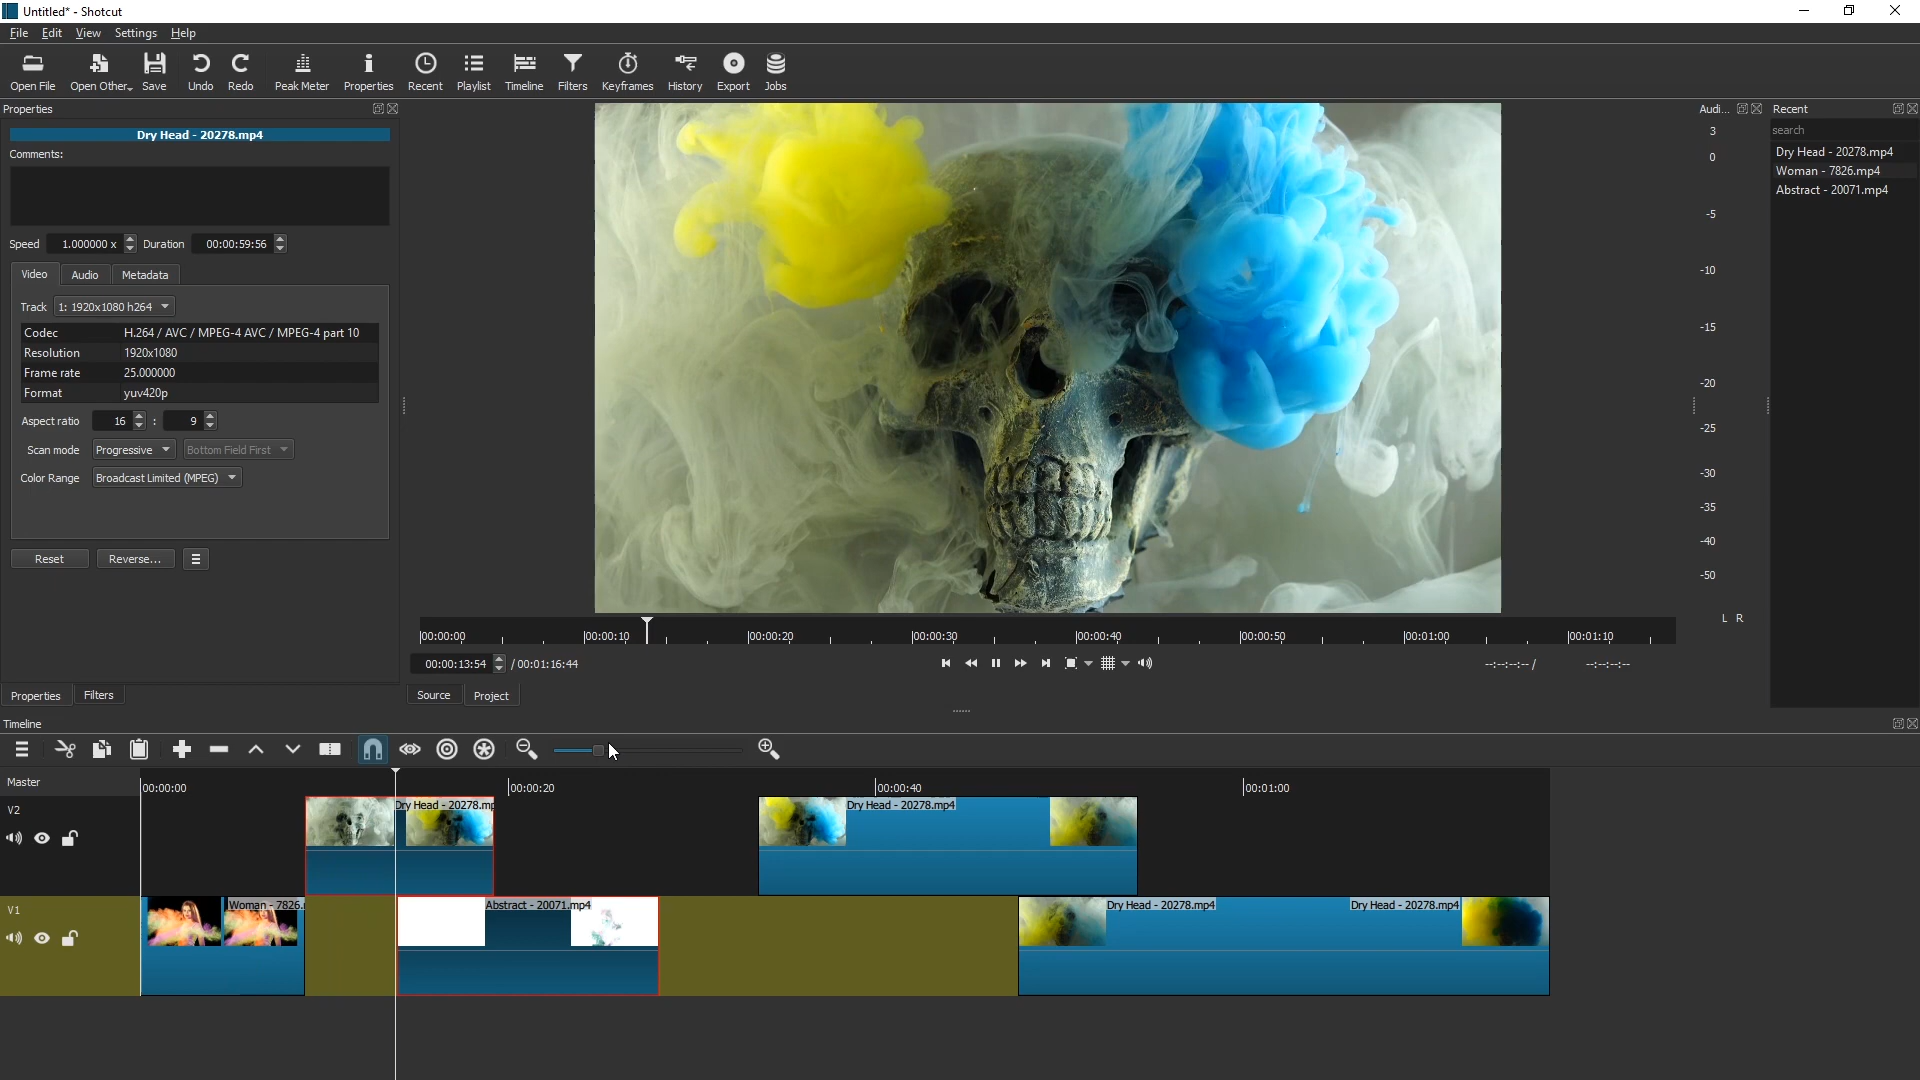 Untitled* - Shotcut
File Edit View Settings Help
Open File Open Other... Save Undo Redo Peak Meter Properties Recent Playlist Timeline Filters Keyframes History Export Jobs
Properties
Dry Head - 20278.mp4
Comments:
Speed 1.000000 x Duration 00:00:59:56
Video Audio Metadata
Track 1: 1920x1080 h264
Codec H.264 / AVC / MPEG-4 AVC / MPEG-4 part 10
Resolution 1920x1080
Frame rate 25.000000
Format yuv420p
Aspect ratio 16 : 9
Scan mode Progressive Bottom Field First
Color Range Broadcast Limited (MPEG)
Reset Reverse...
Properties Filters
00:00:00 00:00:10 00:00:20 00:00:30 00:00:40 00:00:50 00:01:00 00:01:10
00:00:13:54 / 00:01:16:44
--:--:--:-- / --:--:--:--
Source Project
Audi...
3
0
-5
-10
-15
-20
-25
-30
-35
-40
-50
L R
Recent
search
Dry Head - 20278.mp4
Woman - 7826.mp4
Abstract - 20071.mp4
Timeline
Master
00:00:00 00:00:20 00:00:40 00:01:00
V2
Dry Head - 20278.mp
Dry Head - 20278.mp4
V1
Woman - 7826.
Abstract - 20071.mp4
Dry Head - 20278.mp4
Dry Head - 20278.mp4